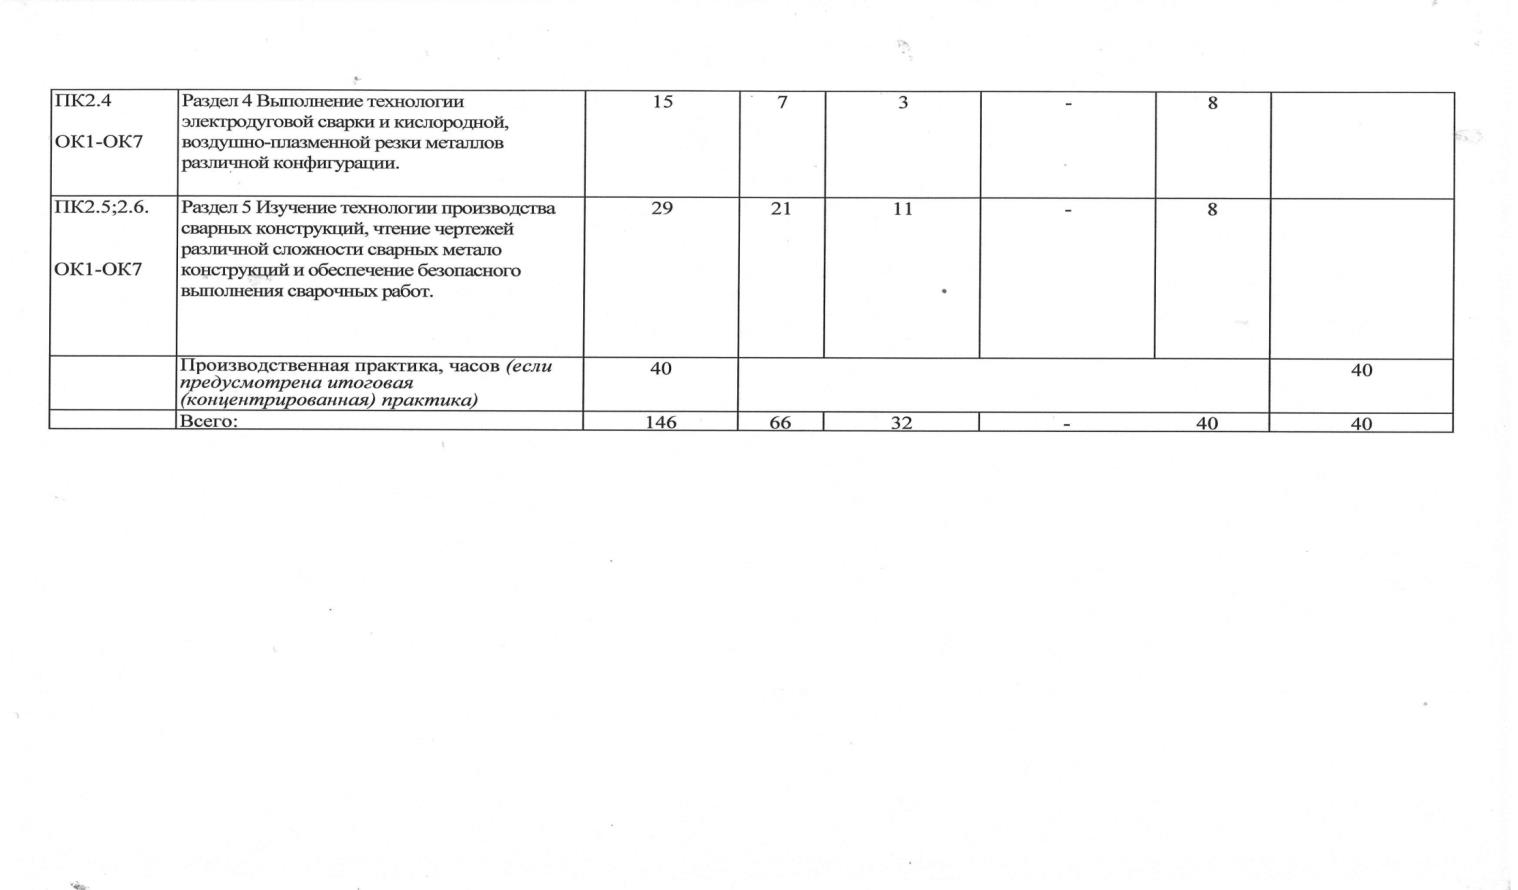 ПК2.4
ОК1-ОК7
Раздел 4 Выполнение технологии
электродуговой сварки и кислородной,
воздушно-плазменной резки металлов
различной конфигурации.
15
7
3
-
8
ПК2.5;2.6.
ОК1-ОК7
Раздел 5 Изучение технологии производства
сварных конструкций, чтение чертежей
различной сложности сварных метало
конструкций и обеспечение безопасного
выполнения сварочных работ.
29
21
11
-
8
Производственная практика, часов (если
предусмотрена итоговая
(концентрированная) практика)
40
40
Всего:
146
66
32
-
40
40